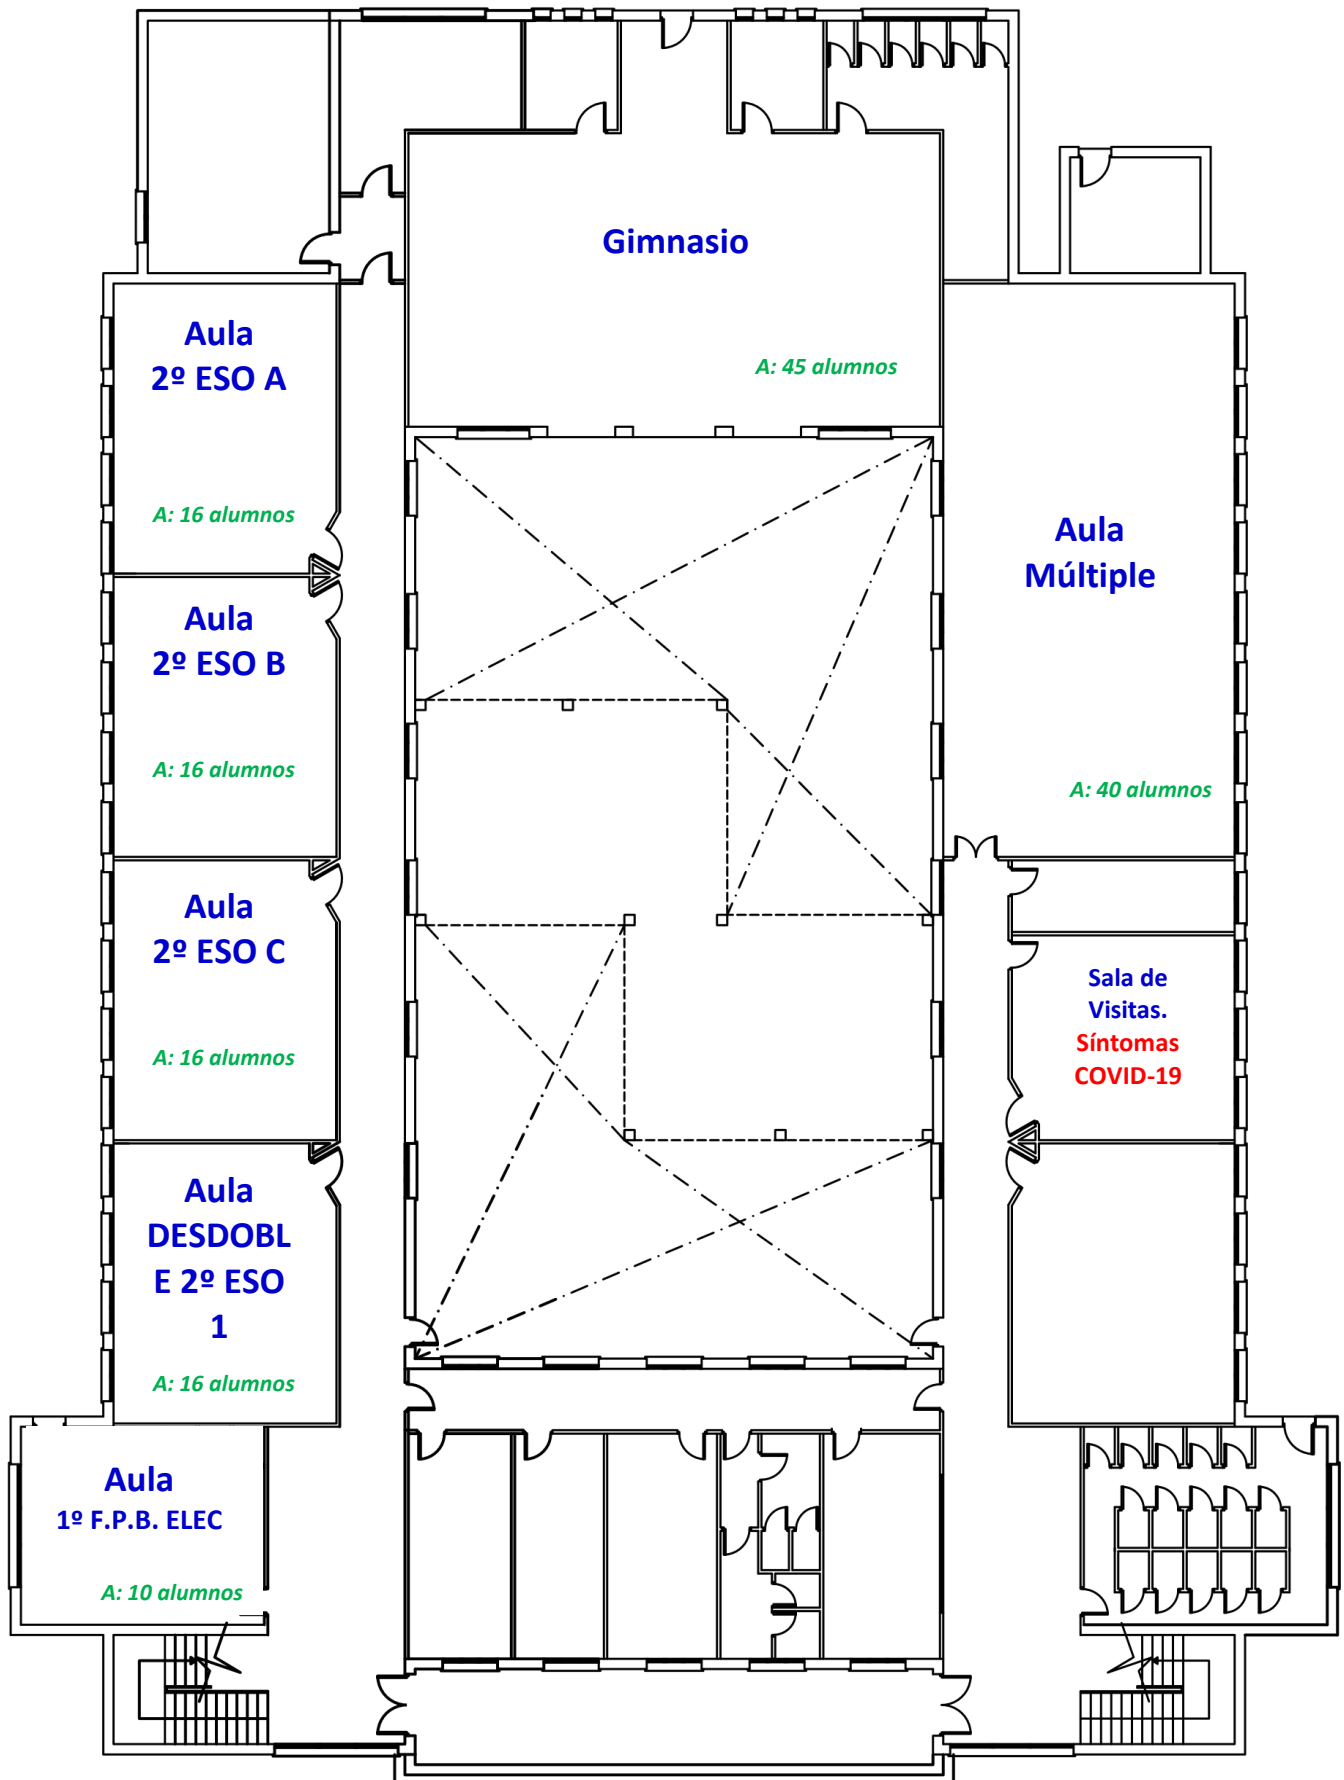 Gimnasio
A: 45 alumnos
Aula
2º ESO A
A: 16 alumnos
Aula
2º ESO B
A: 16 alumnos
Aula
2º ESO C
A: 16 alumnos
Aula
DESDOBL
E 2º ESO
1
A: 16 alumnos
Aula
1º F.P.B. ELEC
A: 10 alumnos
Aula
Múltiple
A: 40 alumnos
Sala de
Visitas.
Síntomas
COVID-19